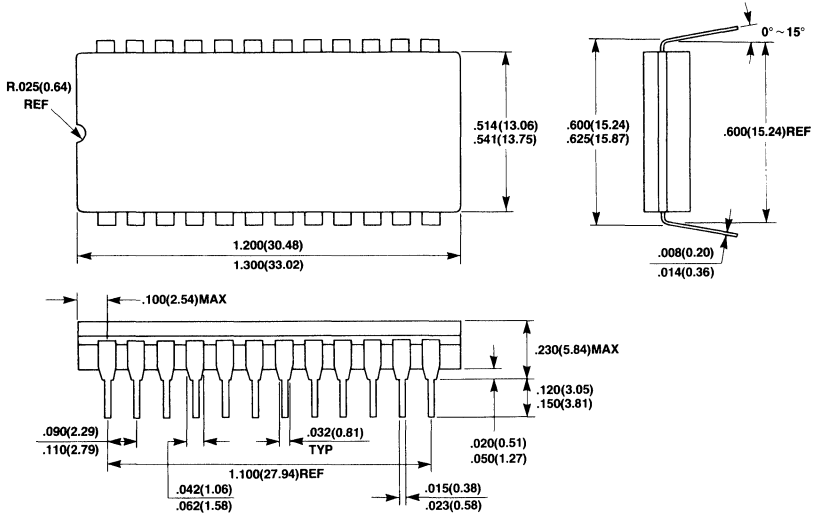 0° ~ 15°
R.025(0.64)
REF
.514(13.06)
.541(13.75)
.600(15.24)
.625(15.87)
.600(15.24)REF
1.200(30.48)
1.300(33.02)
.008(0.20)
.014(0.36)
.100(2.54)MAX
.230(5.84)MAX
.120(3.05)
.150(3.81)
.090(2.29)
.110(2.79)
.032(0.81)
TYP
.020(0.51)
.050(1.27)
1.100(27.94)REF
.042(1.06)
.062(1.58)
.015(0.38)
.023(0.58)